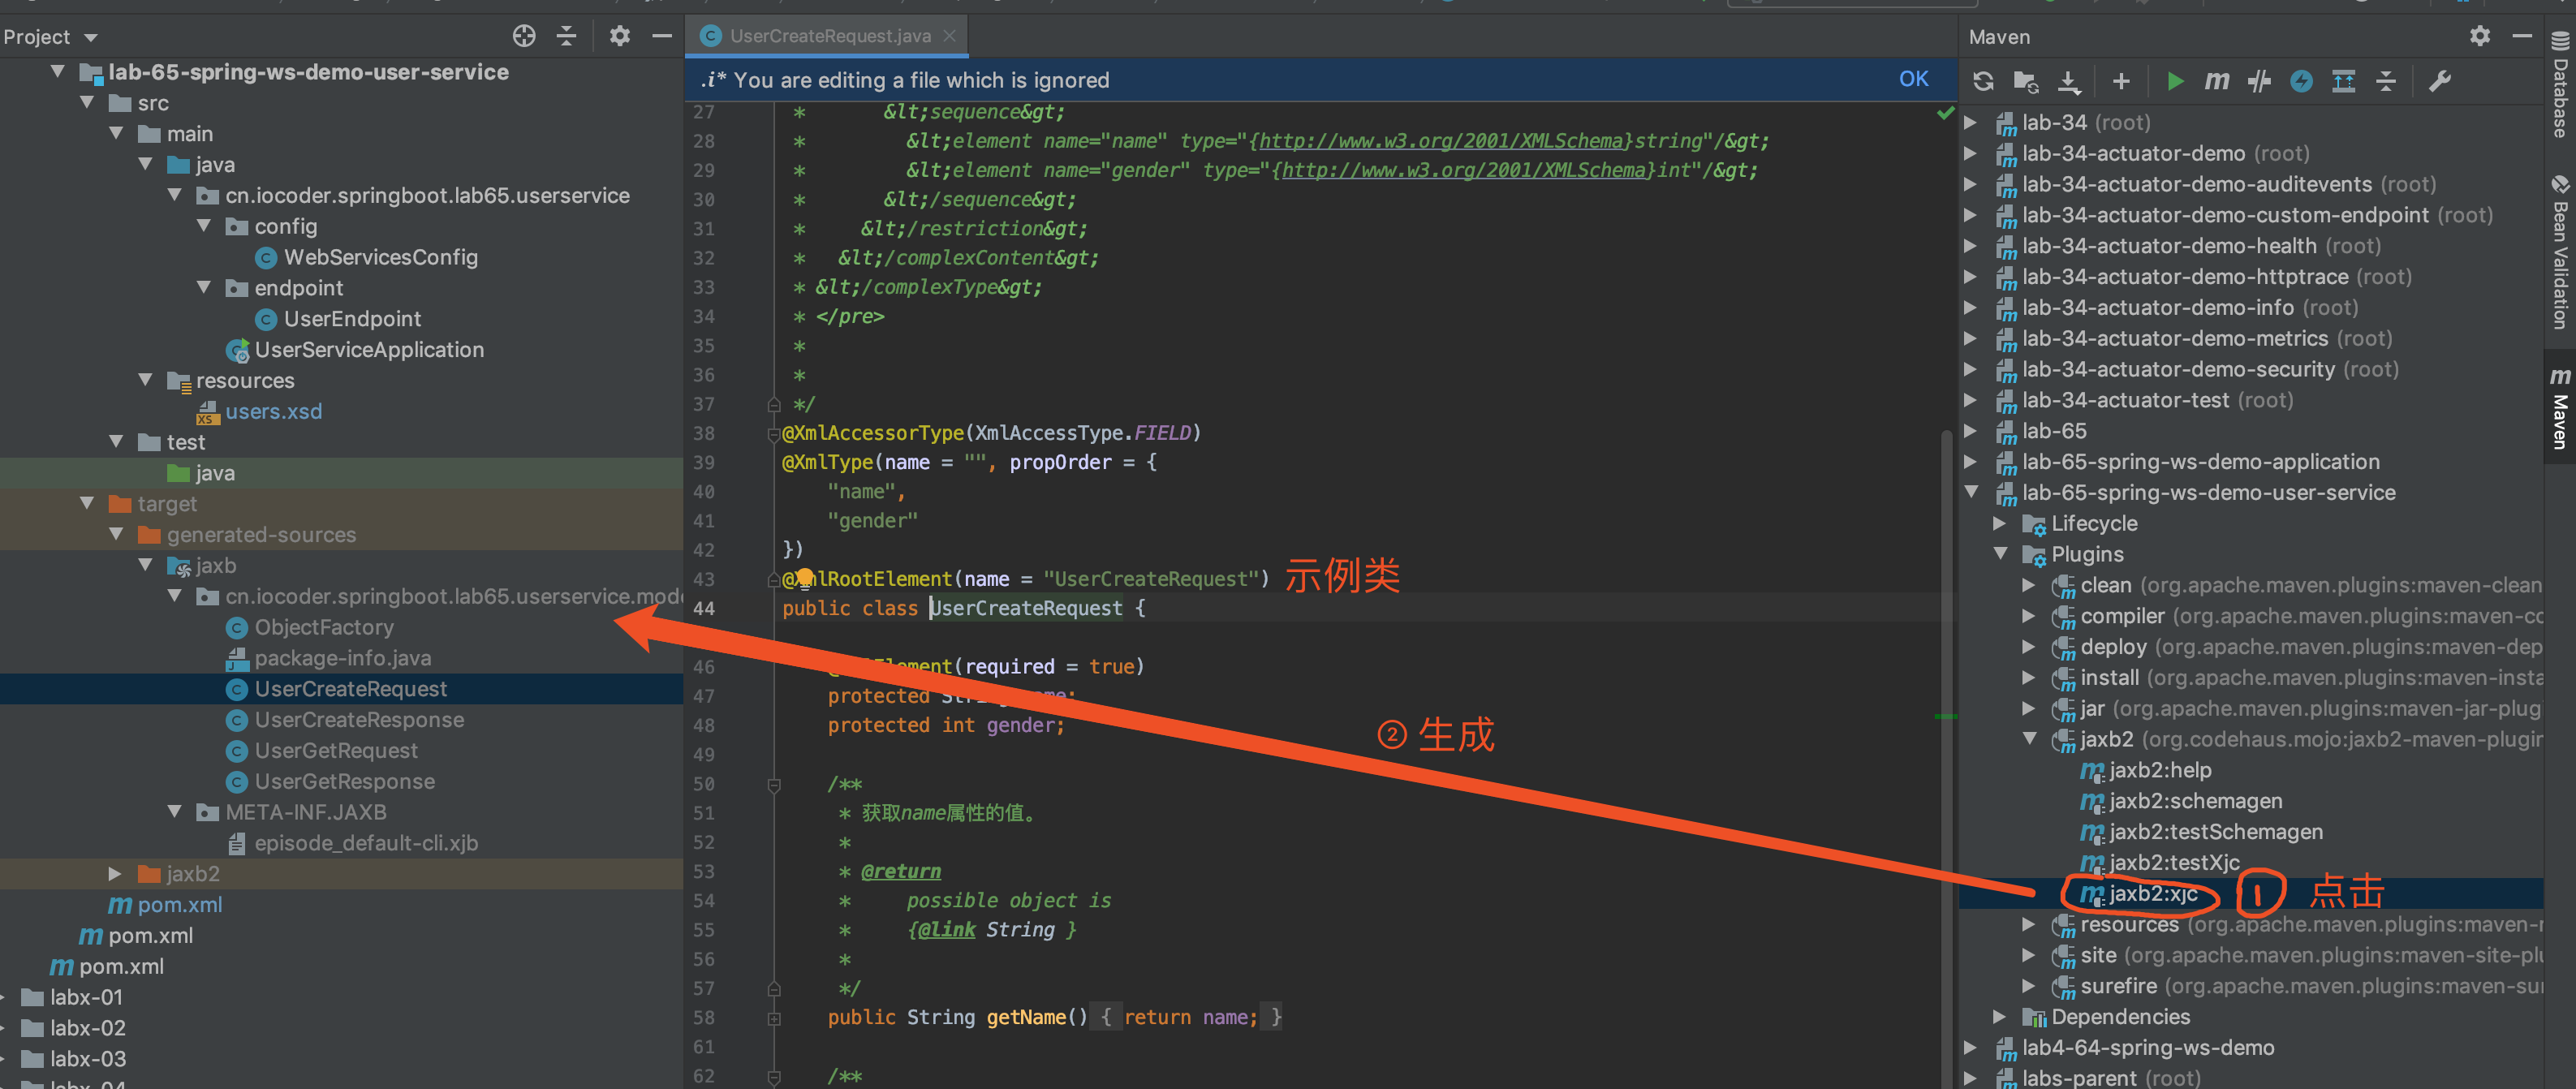 Project
lab-65-spring-ws-demo-user-service
src
main
java
cn.iocoder.springboot.lab65.userservice
config
WebServicesConfig
endpoint
UserEndpoint
UserServiceApplication
resources
users.xsd
test
java
target
generated-sources
jaxb
cn.iocoder.springboot.lab65.userservice.mode
ObjectFactory
package-info.java
UserCreateRequest
UserCreateResponse
UserGetRequest
UserGetResponse
META-INF.JAXB
episode_default-cli.xjb
jaxb2
pom.xml
pom.xml
pom.xml
labx-01
labx-02
labx-03
labx-04
UserCreateRequest.java
.i* You are editing a file which is ignored OK
27 * &lt;sequence&gt;
28 * &lt;element name="name" type="{http://www.w3.org/2001/XMLSchema}string"/&gt;
29 * &lt;element name="gender" type="{http://www.w3.org/2001/XMLSchema}int"/&gt;
30 * &lt;/sequence&gt;
31 * &lt;/restriction&gt;
32 * &lt;/complexContent&gt;
33 * &lt;/complexType&gt;
34 * </pre>
35 *
36 *
37 */
38 @XmlAccessorType(XmlAccessType.FIELD)
39 @XmlType(name = "", propOrder = {
40 "name",
41 "gender"
42 })
43 @XmlRootElement(name = "UserCreateRequest") 示例类
44 public class UserCreateRequest {
46 Element(required = true)
47 protected String name;
48 protected int gender;
② 生成
49
50 /**
51 * 获取name属性的值。
52 *
53 * @return
54 * possible object is
55 * {@link String }
56 *
57 */
58 public String getName() { return name; }
61
62 /**
Maven
lab-34 (root)
lab-34-actuator-demo (root)
lab-34-actuator-demo-auditevents (root)
lab-34-actuator-demo-custom-endpoint (root)
lab-34-actuator-demo-health (root)
lab-34-actuator-demo-httptrace (root)
lab-34-actuator-demo-info (root)
lab-34-actuator-demo-metrics (root)
lab-34-actuator-demo-security (root)
lab-34-actuator-test (root)
lab-65
lab-65-spring-ws-demo-application
lab-65-spring-ws-demo-user-service
Lifecycle
Plugins
clean (org.apache.maven.plugins:maven-clean
compiler (org.apache.maven.plugins:maven-co
deploy (org.apache.maven.plugins:maven-dep
install (org.apache.maven.plugins:maven-insta
jar (org.apache.maven.plugins:maven-jar-plug
jaxb2 (org.codehaus.mojo:jaxb2-maven-plugin
jaxb2:help
jaxb2:schemagen
jaxb2:testSchemagen
jaxb2:testXjc
jaxb2:xjc ① 点击
resources (org.apache.maven.plugins:maven-r
site (org.apache.maven.plugins:maven-site-plu
surefire (org.apache.maven.plugins:maven-sur
Dependencies
lab4-64-spring-ws-demo
labs-parent (root)
Database
Bean Validation
Maven